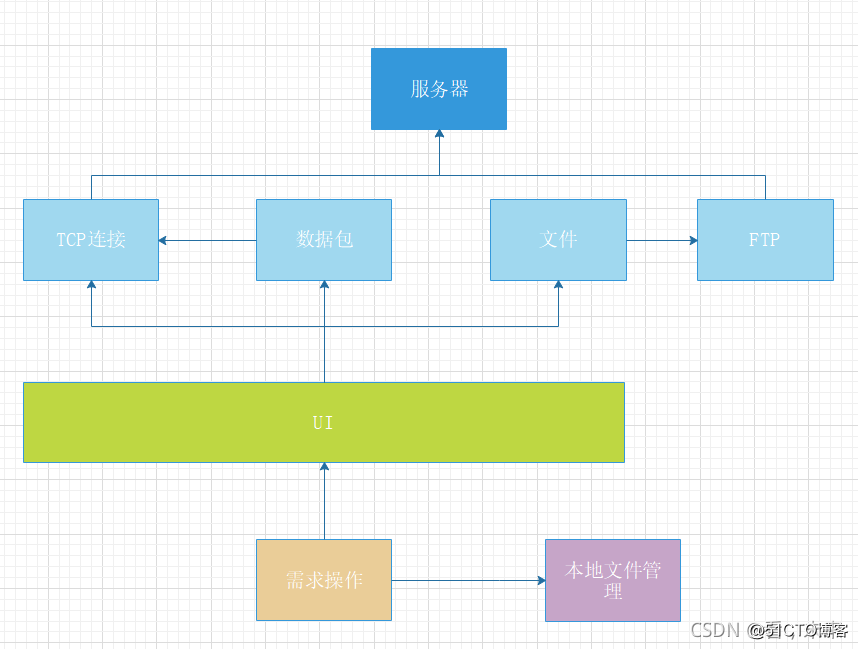 服务器
TCP连接
数据包
文件
FTP
UI
需求操作
本地文件管
理
CSDN @51CTO博客